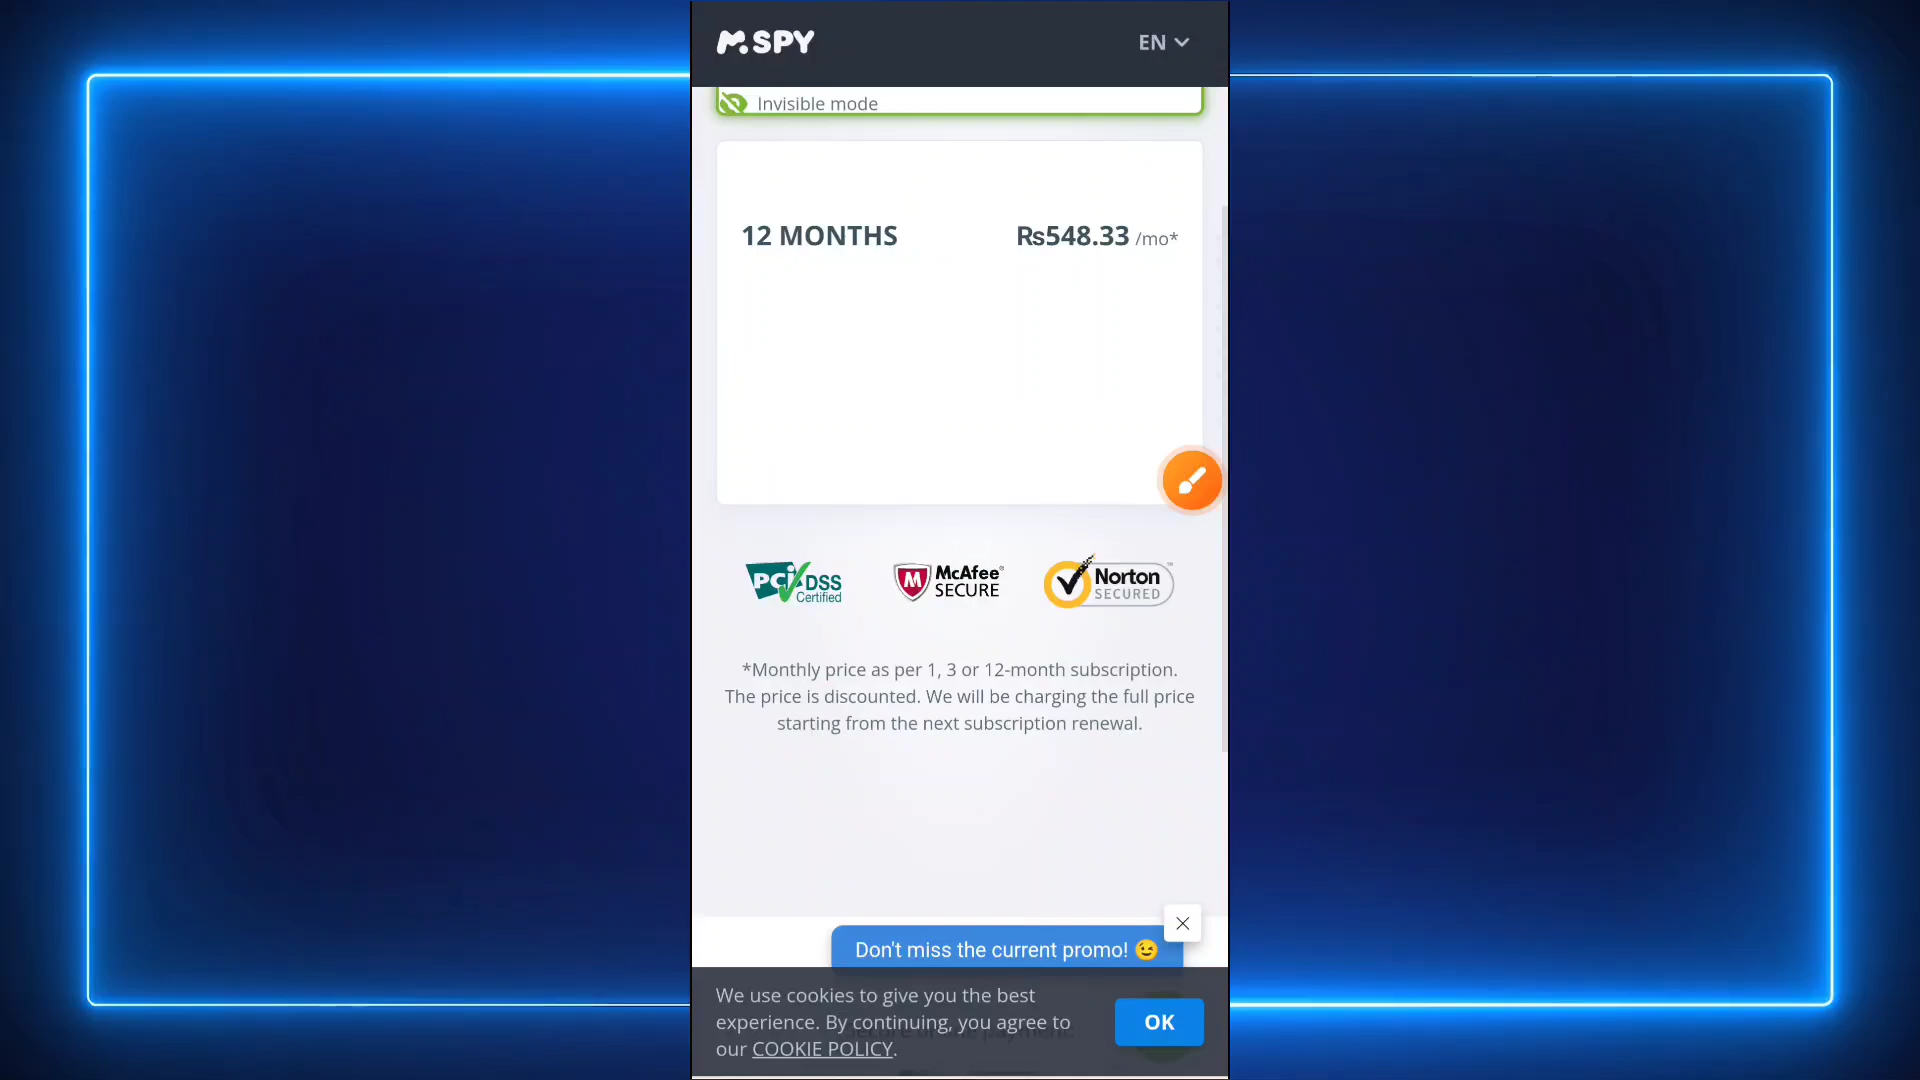 M.SPY
EN
Invisible mode
12 MONTHS
₨548.33 /mo*
PCI DSS
Certified
McAfee
SECURE
Norton
SECURED
*Monthly price as per 1, 3 or 12-month subscription.
The price is discounted. We will be charging the full price
starting from the next subscription renewal.
Don't miss the current promo! 😉
We use cookies to give you the best
experience. By continuing, you agree to
our COOKIE POLICY.
OK